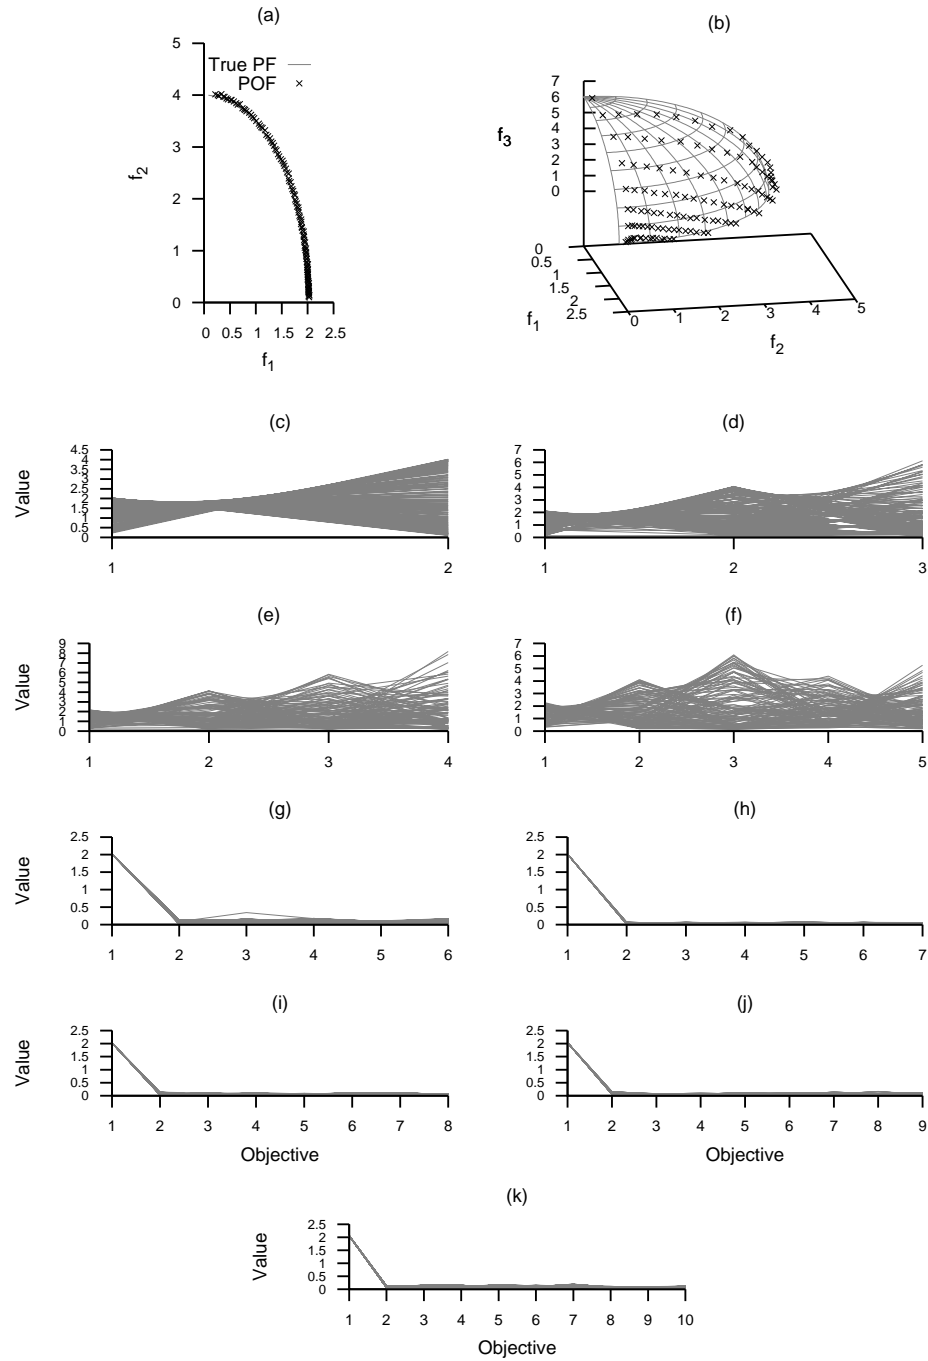 (a)
5
4
3
2
1
0
f2
True PF
POF
0 0.5 1 1.5 2 2.5
f1
(b)
7
6
5
4
3
2
1
0
f3
0
0.5
1
1.5
2
2.5
f1
0 1 2 3 4 5
f2
(c)
Value
4.5
4
3.5
3
2.5
2
1.5
1
0.5
0
1 2
(d)
7
6
5
4
3
2
1
0
1 2 3
(e)
Value
9
8
7
6
5
4
3
2
1
0
1 2 3 4
(f)
7
6
5
4
3
2
1
0
1 2 3 4 5
(g)
Value
2.5
2
1.5
1
0.5
0
1 2 3 4 5 6
(h)
2.5
2
1.5
1
0.5
0
1 2 3 4 5 6 7
(i)
Value
2.5
2
1.5
1
0.5
0
1 2 3 4 5 6 7 8
Objective
(j)
2.5
2
1.5
1
0.5
0
1 2 3 4 5 6 7 8 9
Objective
(k)
Value
2.5
2
1.5
1
0.5
0
1 2 3 4 5 6 7 8 9 10
Objective